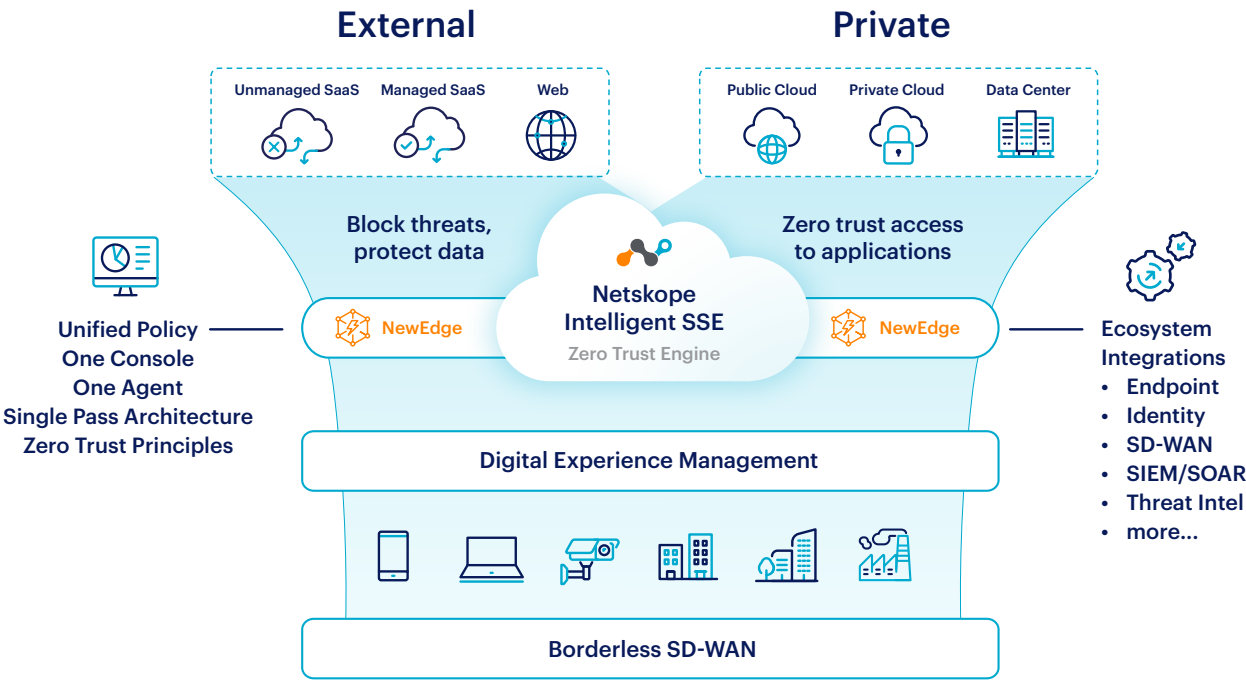 External
Private
Unmanaged SaaS
Managed SaaS
Web
Public Cloud
Private Cloud
Data Center
Block threats,
protect data
Zero trust access
to applications
Netskope
Intelligent SSE
Zero Trust Engine
NewEdge
NewEdge
Unified Policy
One Console
One Agent
Single Pass Architecture
Zero Trust Principles
Ecosystem
Integrations
• Endpoint
• Identity
• SD-WAN
• SIEM/SOAR
• Threat Intel
• more...
Digital Experience Management
Borderless SD-WAN